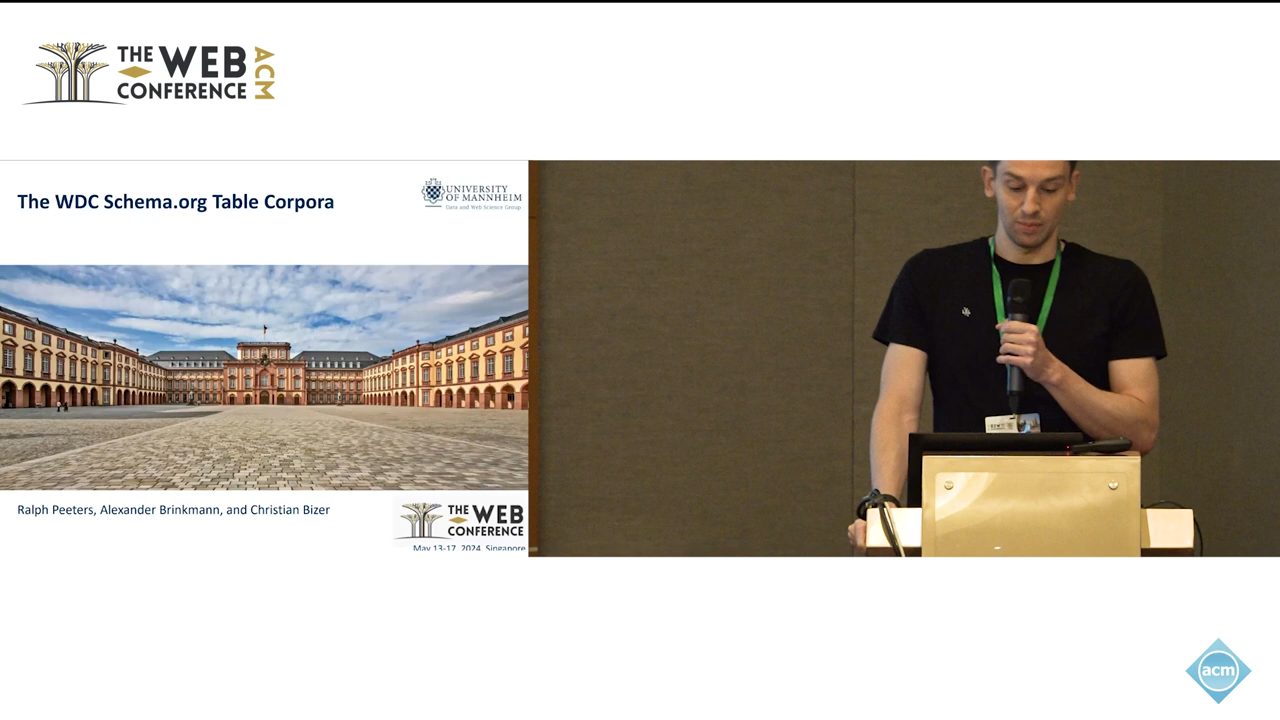 THE WEB
CONFERENCE
ACM
The WDC Schema.org Table Corpora
UNIVERSITY
OF MANNHEIM
Data and Web Science Group
Ralph Peeters, Alexander Brinkmann, and Christian Bizer
THE WEB
CONFERENCE
May 13-17, 2024, Singapore
acm